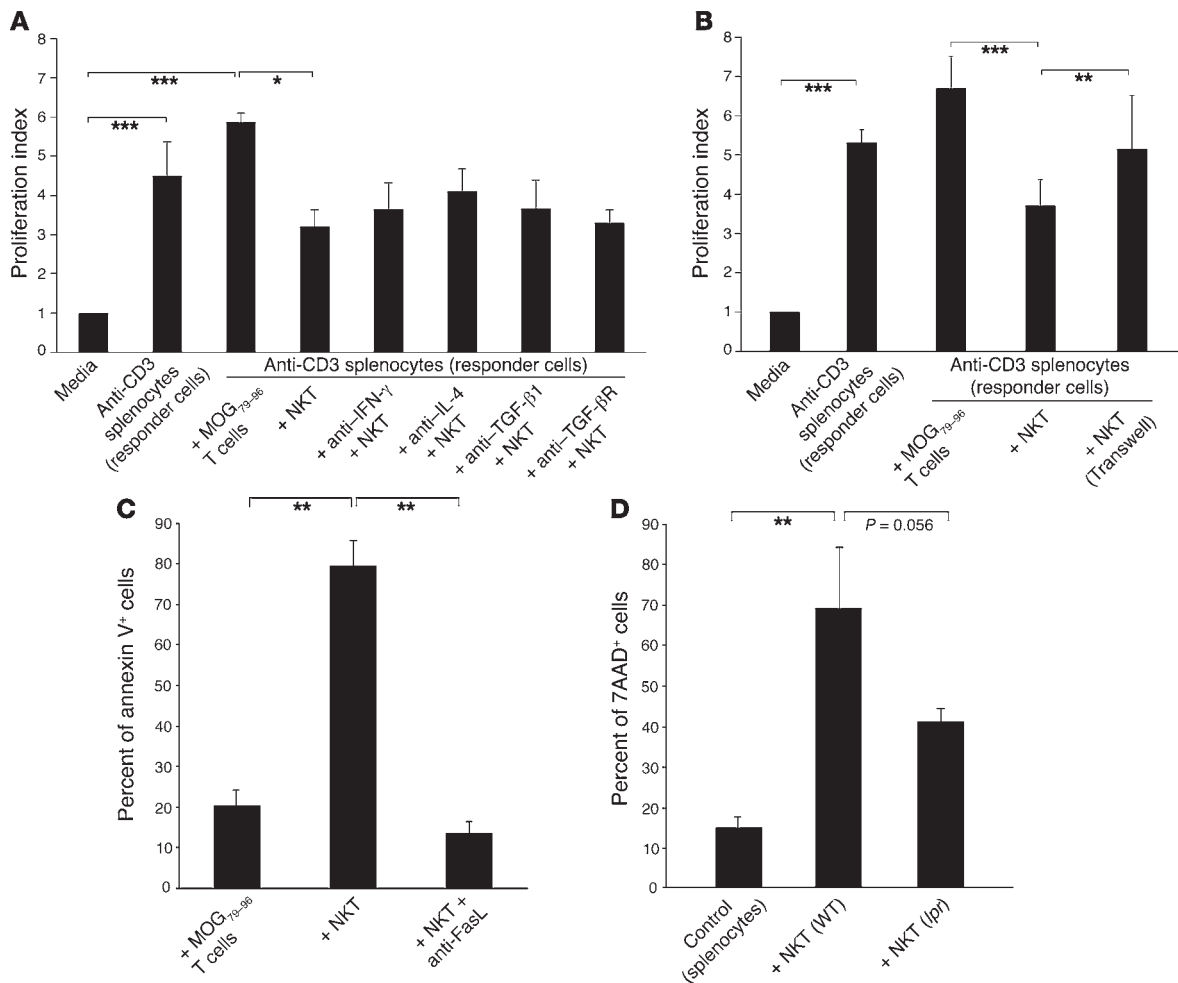 A
8
7
6
5
4
3
2
1
0
Proliferation index
***
***
*
Media
Anti-CD3
splenocytes
(responder cells)
Anti-CD3 splenocytes (responder cells)
+ MOG79–96
T cells
+ NKT
+ anti–IFN-γ
+ NKT
+ anti–IL-4
+ NKT
+ anti–TGF-β1
+ NKT
+ anti–TGF-βR
+ NKT
B
8
7
6
5
4
3
2
1
0
Proliferation index
***
***
**
Media
Anti-CD3
splenocytes
(responder cells)
Anti-CD3 splenocytes
(responder cells)
+ MOG79–96
T cells
+ NKT
+ NKT
(Transwell)
C
90
80
70
60
50
40
30
20
10
0
Percent of annexin V+ cells
**
**
+ MOG79–96
T cells
+ NKT
+ NKT +
anti-FasL
D
90
80
70
60
50
40
30
20
10
0
Percent of 7AAD+ cells
**
P = 0.056
Control
(splenocytes)
+ NKT (WT)
+ NKT (lpr)